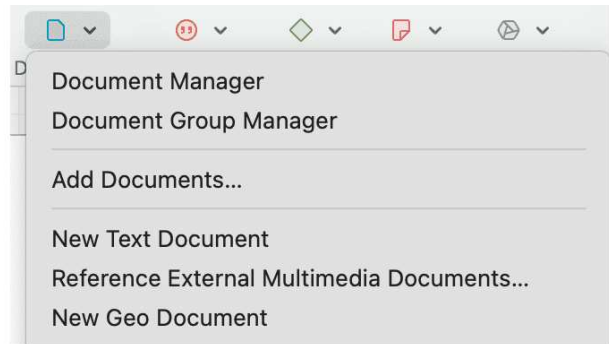 Document Manager
Document Group Manager
Add Documents...
New Text Document
Reference External Multimedia Documents...
New Geo Document